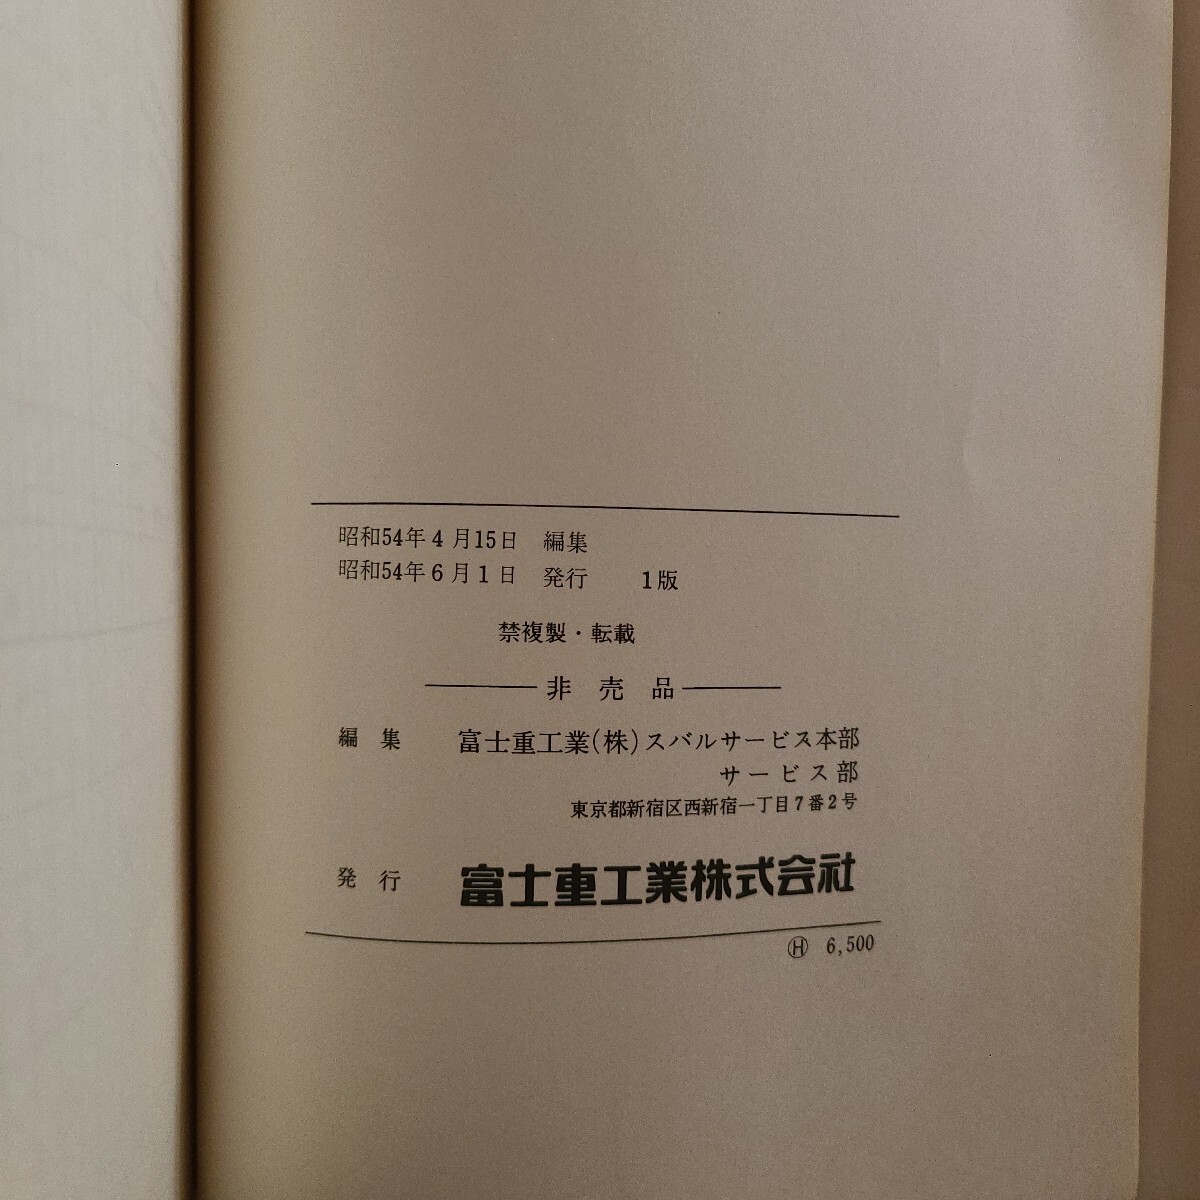 昭和54年4月15日 編集
昭和54年6月1日 発行 1版
禁複製・転載
非売品
編集 富士重工業(株)スバルサービス本部
サービス部
東京都新宿区西新宿一丁目7番2号
発行 富士重工業株式会社
Ⓗ 6,500